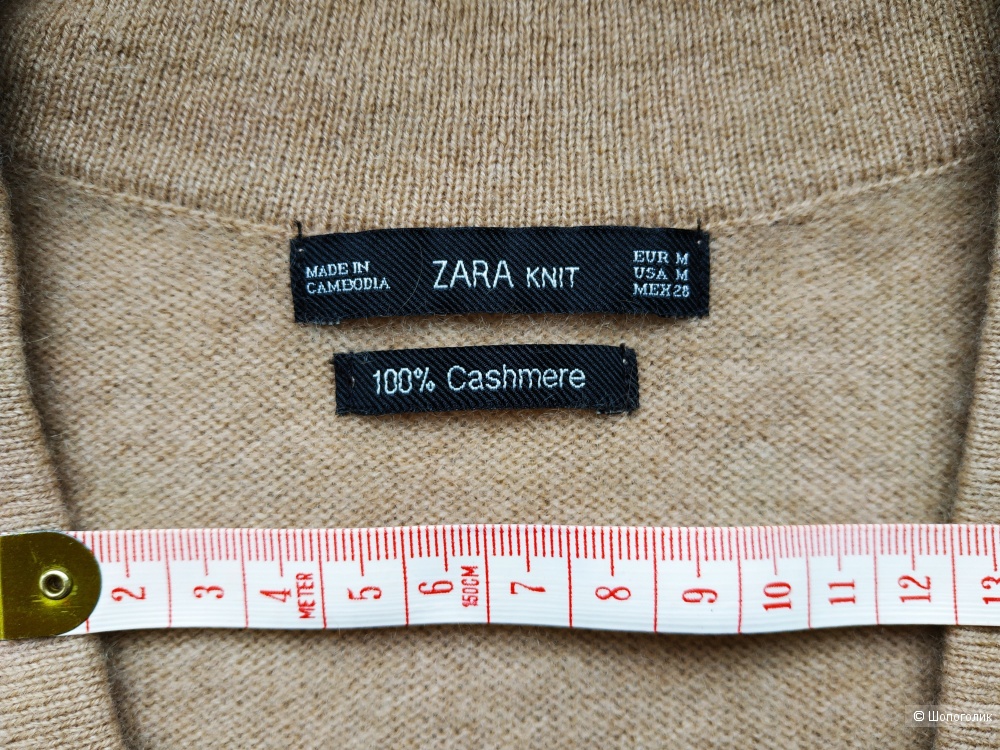 MADE IN
CAMBODIA
ZARA KNIT
EUR M
USA M
MEX 28
100% Cashmere
2 3 4 5 6 7 8 9 10 11 12 13
METER
150CM
© Шопоголик